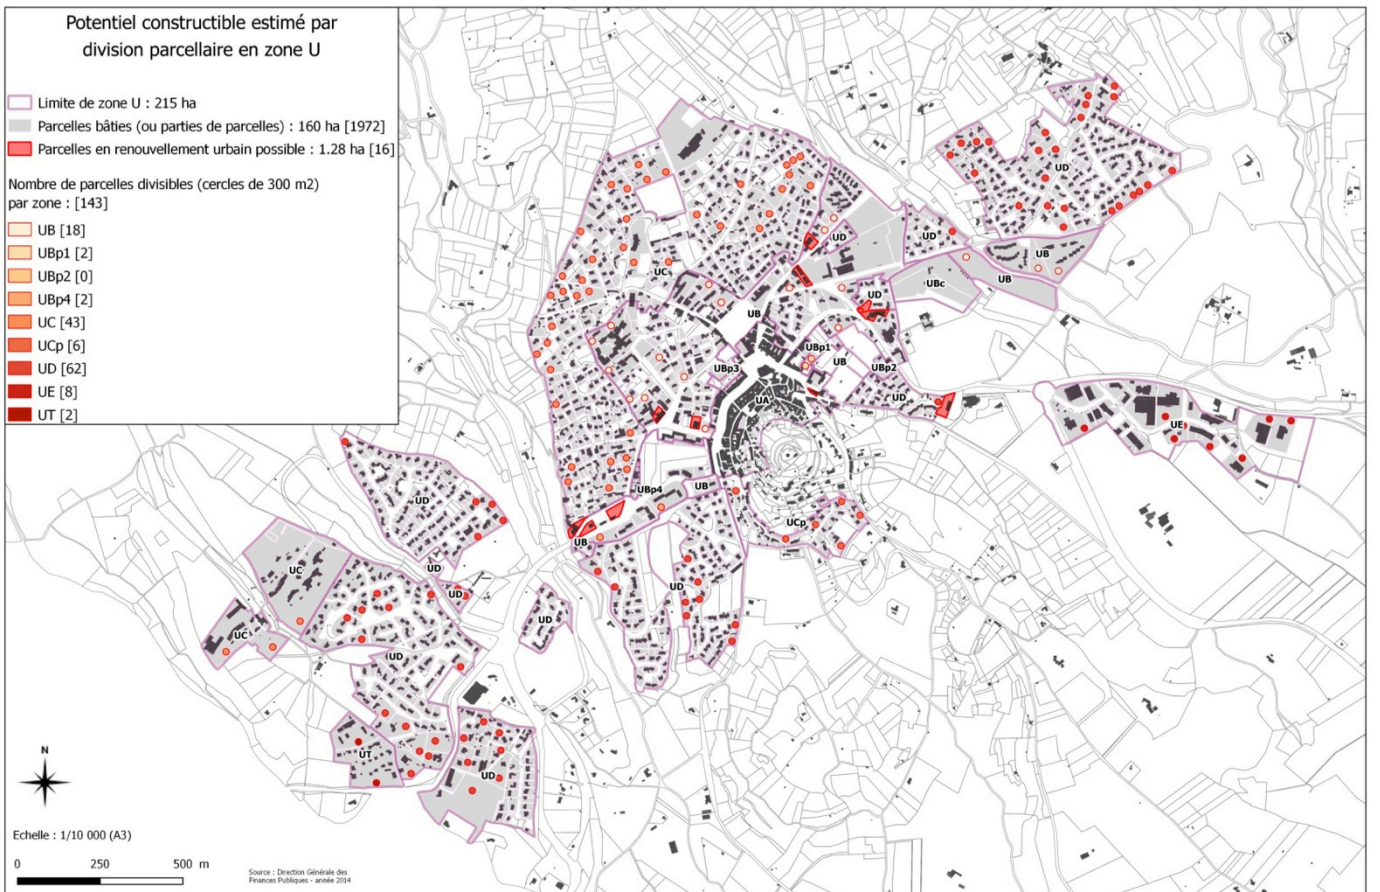 Potentiel constructible estimé par
division parcellaire en zone U
Limite de zone U : 215 ha
Parcelles bâties (ou parties de parcelles) : 160 ha [1972]
Parcelles en renouvellement urbain possible : 1.28 ha [16]
Nombre de parcelles divisibles (cercles de 300 m2)
par zone : [143]
UB [18]
UBp1 [2]
UBp2 [0]
UBp4 [2]
UC [43]
UCp [6]
UD [62]
UE [8]
UT [2]
UD
UD
UD
UB
UC
UBc
UB
UD
UB
UBp1
UB
UBp2
UBp3
UD
UA
UE
UBp4
UB
UD
UCp
UB
UC
UD
UD
UD
UD
UC
UD
UT
UD
N
Echelle : 1/10 000 (A3)
0 250 500 m
Source : Direction Générale des
Finances Publiques - année 2014